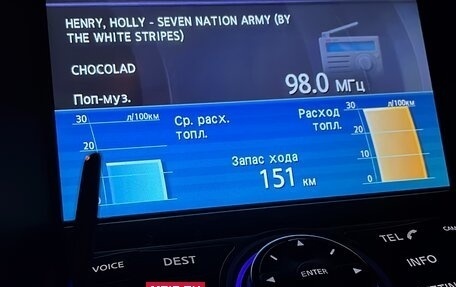 HENRY, HOLLY - SEVEN NATION ARMY (BY
THE WHITE STRIPES)
CHOCOLAD
Поп-муз.
98.0 МГц
30 л/100км
20
Ср. расх.
топл.
Расход
топл.
30 л/100км
20
10
0
Запас хода
151 км
VOICE
DEST
ENTER
TEL
INFO